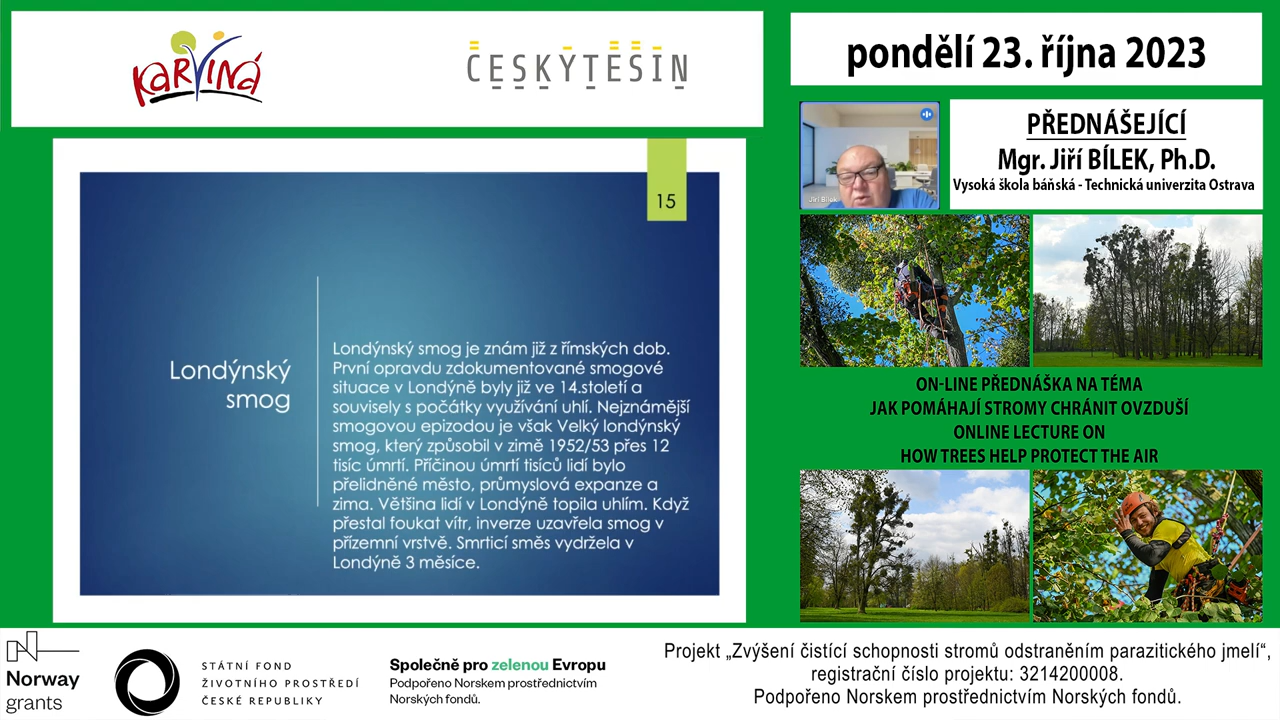 Karviná
ČESKÝ TĚŠÍN
pondělí 23. října 2023
PŘEDNÁŠEJÍCÍ
Mgr. Jiří BÍLEK, Ph.D.
Vysoká škola báňská - Technická univerzita Ostrava
Jiří Bílek
15
Londýnský
smog
Londýnský smog je znám již z římských dob.
První opravdu zdokumentované smogové
situace v Londýně byly již ve 14.století a
souvisely s počátky využívání uhlí. Nejznámější
smogovou epizodou je však Velký londýnský
smog, který způsobil v zimě 1952/53 přes 12
tisíc úmrtí. Příčinou úmrtí tisíců lidí bylo
přelidněné město, průmyslová expanze a
zima. Většina lidí v Londýně topila uhlím. Když
přestal foukat vítr, inverze uzavřela smog v
přízemní vrstvě. Smrticí směs vydržela v
Londýně 3 měsíce.
ON-LINE PŘEDNÁŠKA NA TÉMA
JAK POMÁHAJÍ STROMY CHRÁNIT OVZDUŠÍ
ONLINE LECTURE ON
HOW TREES HELP PROTECT THE AIR
Norway
grants
STÁTNÍ FOND
ŽIVOTNÍHO PROSTŘEDÍ
ČESKÉ REPUBLIKY
Společně pro zelenou Evropu
Podpořeno Norskem prostřednictvím
Norských fondů.
Projekt „Zvýšení čistící schopnosti stromů odstraněním parazitického jmelí“,
registrační číslo projektu: 3214200008.
Podpořeno Norskem prostřednictvím Norských fondů.